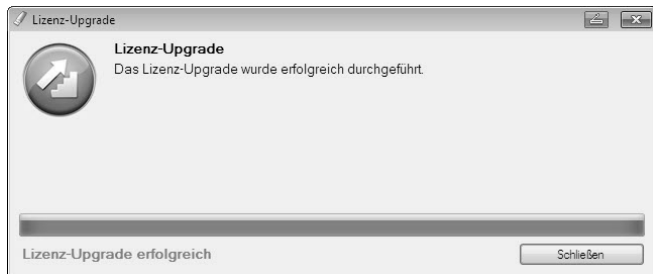 Lizenz-Upgrade
Lizenz-Upgrade
Das Lizenz-Upgrade wurde erfolgreich durchgeführt.
Lizenz-Upgrade erfolgreich
Schließen